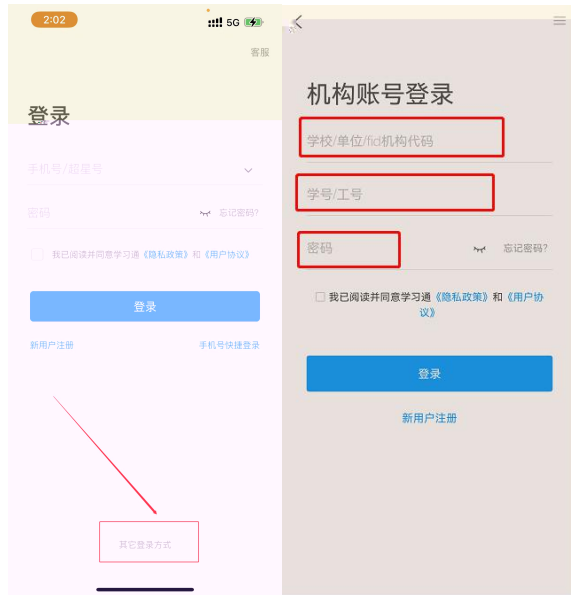 2:02
5G
客服
登录
手机号/超星号
密码
忘记密码?
我已阅读并同意学习通《隐私政策》和《用户协议》
登录
新用户注册
手机号快捷登录
其它登录方式
机构账号登录
学校/单位/fid机构代码
学号/工号
密码
忘记密码?
我已阅读并同意学习通《隐私政策》和《用户协
议》
登录
新用户注册